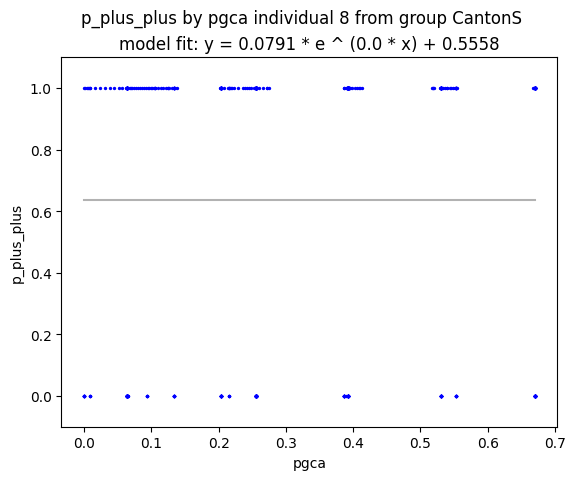 p_plus_plus by pgca individual 8 from group CantonS
model fit: y = 0.0791 * e ^ (0.0 * x) + 0.5558
1.0
0.8
0.6
0.4
0.2
0.0
p_plus_plus
0.0 0.1 0.2 0.3 0.4 0.5 0.6 0.7
pgca